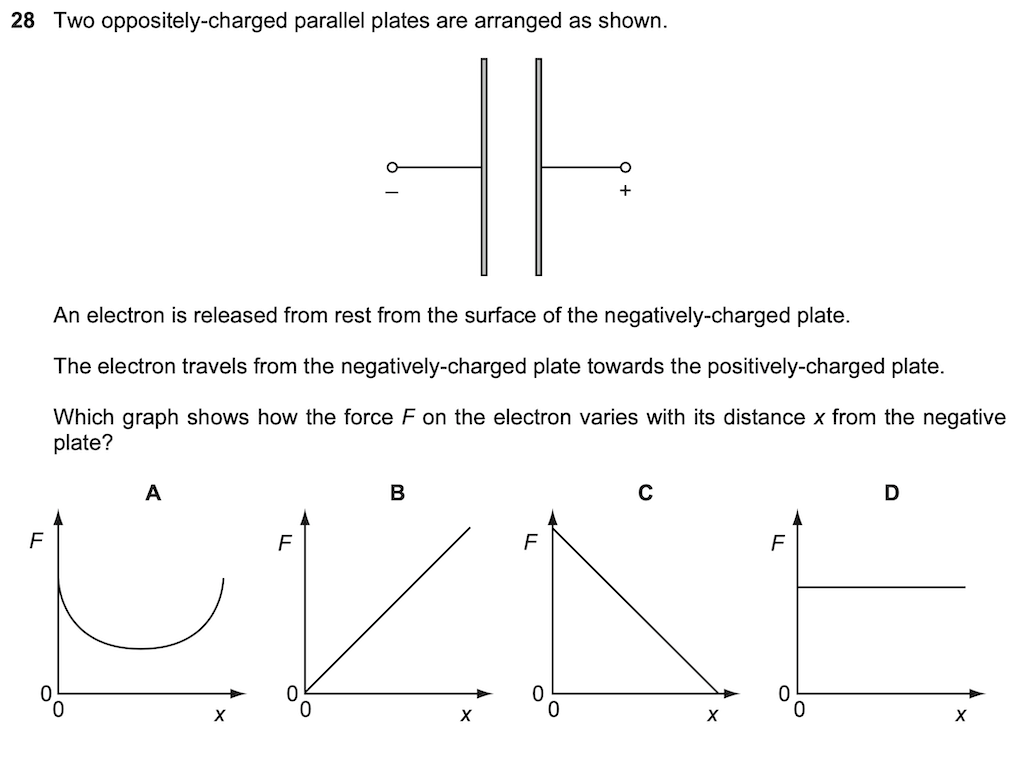 28 Two oppositely-charged parallel plates are arranged as shown.
– +
An electron is released from rest from the surface of the negatively-charged plate.
The electron travels from the negatively-charged plate towards the positively-charged plate.
Which graph shows how the force F on the electron varies with its distance x from the negative
plate?
A B C D
F F F F
0 0 0 0
0 x 0 x 0 x 0 x